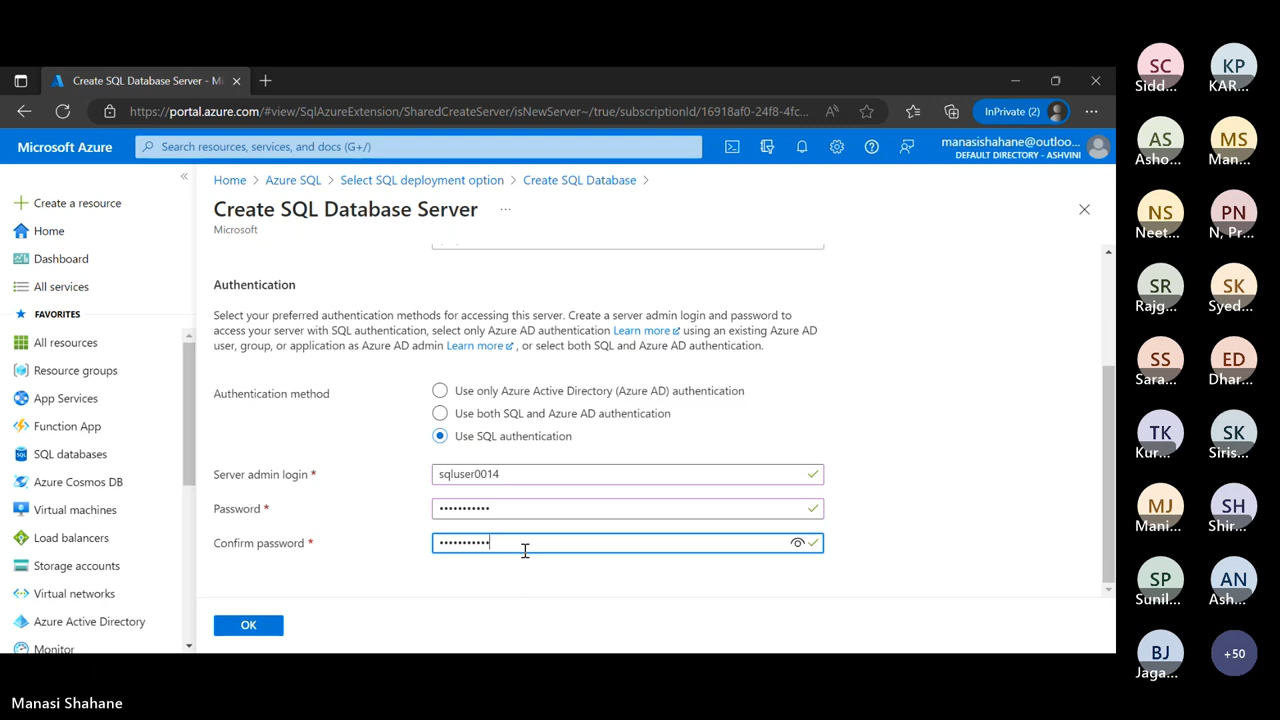 Create SQL Database Server - Mi
https://portal.azure.com/#view/SqlAzureExtension/SharedCreateServer/isNewServer~/true/subscriptionId/16918af0-24f8-4fc...
InPrivate (2)
Microsoft Azure
Search resources, services, and docs (G+/)
manasishahane@outloo...
DEFAULT DIRECTORY - ASHVINI
Create a resource
Home
Dashboard
All services
FAVORITES
All resources
Resource groups
App Services
Function App
SQL databases
Azure Cosmos DB
Virtual machines
Load balancers
Storage accounts
Virtual networks
Azure Active Directory
Monitor
Home > Azure SQL > Select SQL deployment option > Create SQL Database >
Create SQL Database Server ...
Microsoft
Authentication
Select your preferred authentication methods for accessing this server. Create a server admin login and password to
access your server with SQL authentication, select only Azure AD authentication Learn more using an existing Azure AD
user, group, or application as Azure AD admin Learn more , or select both SQL and Azure AD authentication.
Authentication method
Use only Azure Active Directory (Azure AD) authentication
Use both SQL and Azure AD authentication
Use SQL authentication
Server admin login *
sqluser0014
Password *
•••••••••••
Confirm password *
•••••••••••
OK
SC
Sidd...
KP
KAR...
AS
Asho...
MS
Man...
NS
Neet...
PN
N, Pr...
SR
Rajg...
SK
Syed...
SS
Sara...
ED
Dhar...
TK
Kur...
SK
Siris...
MJ
Mani...
SH
Shir...
SP
Sunil...
AN
Ash...
BJ
Jaga...
+50
Manasi Shahane